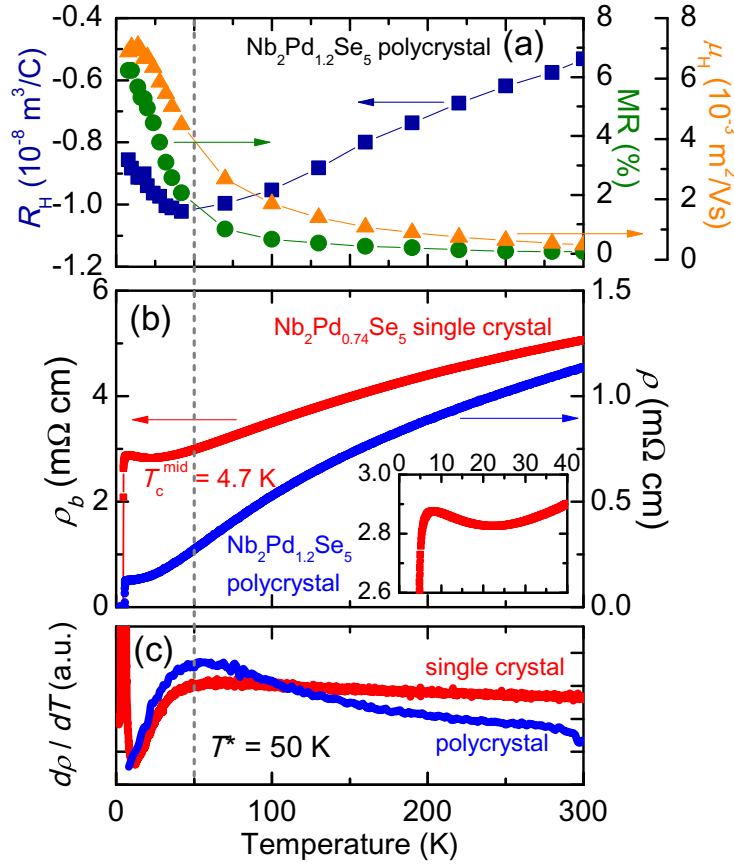 -0.4
-0.6
-0.8
-1.0
-1.2
R_H (10^-8 m^3/C)
Nb2Pd1.2Se5 polycrystal
(a)
8
6
4
2
0
MR (%)
8
6
4
2
0
μ_H (10^-3 m^2/Vs)
6
4
2
0
ρ_b (mΩ cm)
(b)
Nb2Pd0.74Se5 single crystal
T_c^mid = 4.7 K
Nb2Pd1.2Se5
polycrystal
0 10 20 30 40
3.0
2.8
2.6
1.5
1.0
0.5
0.0
ρ (mΩ cm)
(c)
dρ / dT (a.u.)
single crystal
polycrystal
T* = 50 K
0 50 100 150 200 250 300
Temperature (K)